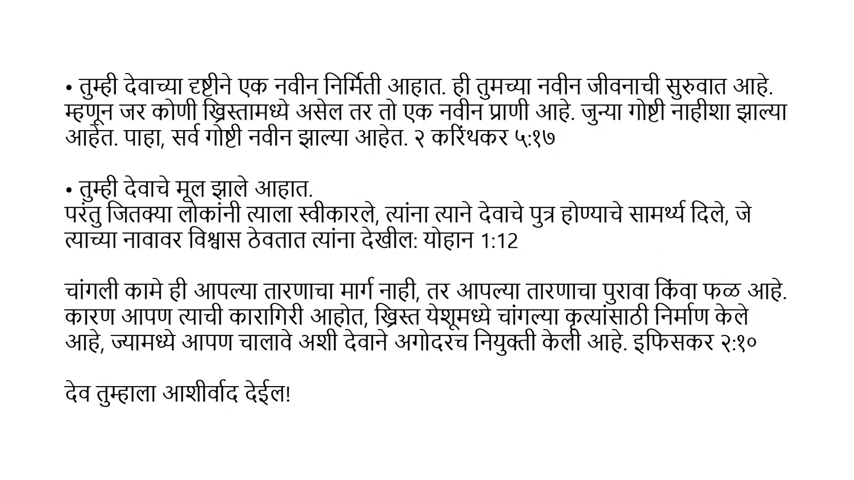 • तुम्ही देवाच्या दृष्टीने एक नवीन निर्मिती आहात. ही तुमच्या नवीन जीवनाची सुरुवात आहे.
म्हणून जर कोणी ख्रिस्तामध्ये असेल तर तो एक नवीन प्राणी आहे. जुन्या गोष्टी नाहीशा झाल्या
आहेत. पाहा, सर्व गोष्टी नवीन झाल्या आहेत. २ करिंथकर ५:१७
• तुम्ही देवाचे मूल झाले आहात.
परंतु जितक्या लोकांनी त्याला स्वीकारले, त्यांना त्याने देवाचे पुत्र होण्याचे सामर्थ्य दिले, जे
त्याच्या नावावर विश्वास ठेवतात त्यांना देखील: योहान 1:12
चांगली कामे ही आपल्या तारणाचा मार्ग नाही, तर आपल्या तारणाचा पुरावा किंवा फळ आहे.
कारण आपण त्याची कारागिरी आहोत, ख्रिस्त येशूमध्ये चांगल्या कृत्यांसाठी निर्माण केले
आहे, ज्यामध्ये आपण चालावे अशी देवाने अगोदरच नियुक्ती केली आहे. इफिसकर २:१०
देव तुम्हाला आशीर्वाद देईल!